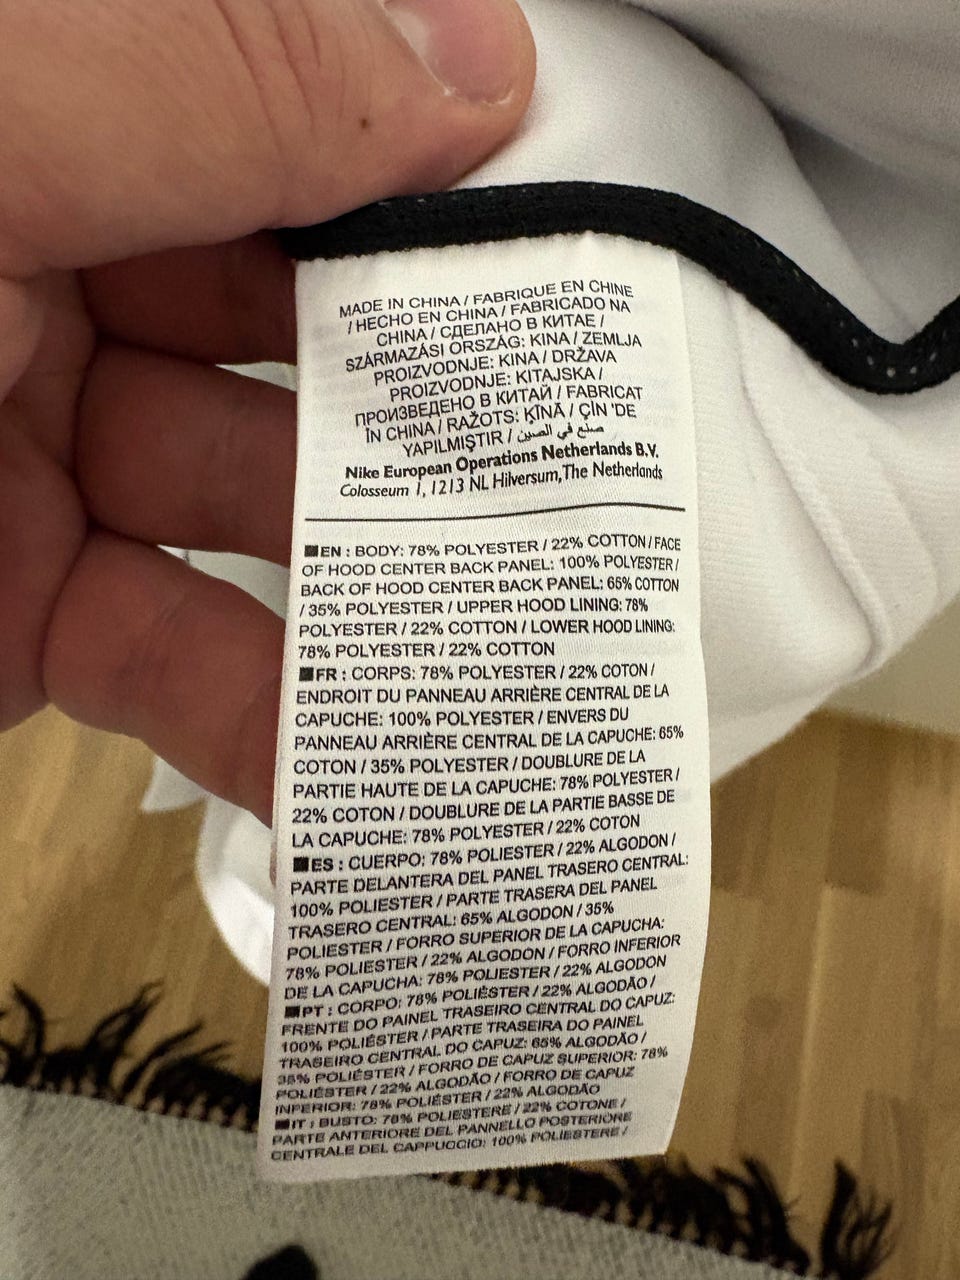 MADE IN CHINA / FABRIQUE EN CHINE
/ HECHO EN CHINA / FABRICADO NA
CHINA / СДЕЛАНО В КИТАЕ /
SZÁRMAZÁSI ORSZÁG: KINA / ZEMLJA
PROIZVODNJE: KINA / DRŽAVA
PROIZVODNJE: KITAJSKA /
ПРОИЗВЕДЕНО В КИТАЙ / FABRICAT
ÎN CHINA / RAŽOTS: ĶĪNĀ / ÇİN 'DE
YAPILMIŞTIR / صنع في الصين
Nike European Operations Netherlands B.V.
Colosseum 1, 1213 NL Hilversum, The Netherlands
EN : BODY: 78% POLYESTER / 22% COTTON / FACE
OF HOOD CENTER BACK PANEL: 100% POLYESTER /
BACK OF HOOD CENTER BACK PANEL: 65% COTTON
/ 35% POLYESTER / UPPER HOOD LINING: 78%
POLYESTER / 22% COTTON / LOWER HOOD LINING:
78% POLYESTER / 22% COTTON
FR : CORPS: 78% POLYESTER / 22% COTON /
ENDROIT DU PANNEAU ARRIÈRE CENTRAL DE LA
CAPUCHE: 100% POLYESTER / ENVERS DU
PANNEAU ARRIÈRE CENTRAL DE LA CAPUCHE: 65%
COTON / 35% POLYESTER / DOUBLURE DE LA
PARTIE HAUTE DE LA CAPUCHE: 78% POLYESTER /
22% COTON / DOUBLURE DE LA PARTIE BASSE DE
LA CAPUCHE: 78% POLYESTER / 22% COTON
ES : CUERPO: 78% POLIESTER / 22% ALGODON /
PARTE DELANTERA DEL PANEL TRASERO CENTRAL:
100% POLIESTER / PARTE TRASERA DEL PANEL
TRASERO CENTRAL: 65% ALGODON / 35%
POLIESTER / FORRO SUPERIOR DE LA CAPUCHA:
78% POLIESTER / 22% ALGODON / FORRO INFERIOR
DE LA CAPUCHA: 78% POLIESTER / 22% ALGODON
PT : CORPO: 78% POLIÉSTER / 22% ALGODÃO /
FRENTE DO PAINEL TRASEIRO CENTRAL DO CAPUZ:
100% POLIÉSTER / PARTE TRASEIRA DO PAINEL
TRASEIRO CENTRAL DO CAPUZ: 65% ALGODÃO /
35% POLIÉSTER / FORRO DE CAPUZ SUPERIOR: 78%
POLIÉSTER / 22% ALGODÃO / FORRO DE CAPUZ
INFERIOR: 78% POLIÉSTER / 22% ALGODÃO
IT : BUSTO: 78% POLIESTERE / 22% COTONE /
PARTE ANTERIORE DEL PANNELLO POSTERIORE
CENTRALE DEL CAPPUCCIO: 100% POLIESTERE /